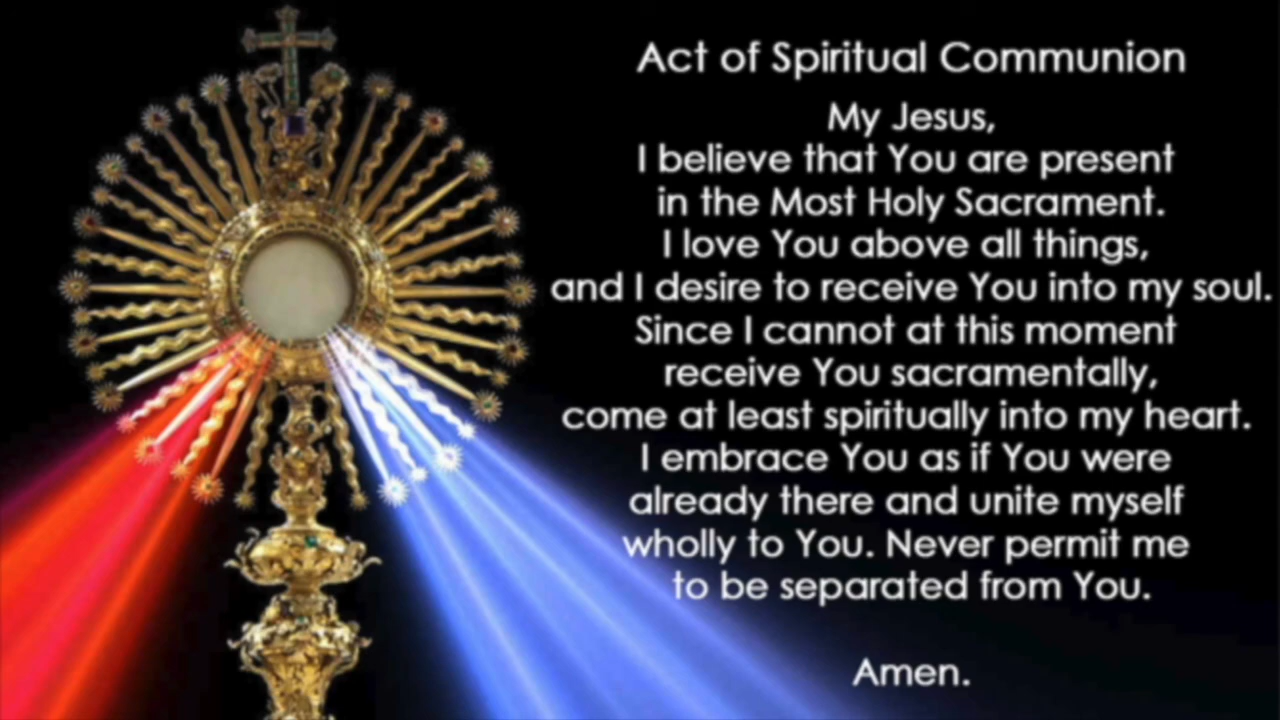 Act of Spiritual Communion
My Jesus,
I believe that You are present
in the Most Holy Sacrament.
I love You above all things,
and I desire to receive You into my soul.
Since I cannot at this moment
receive You sacramentally,
come at least spiritually into my heart.
I embrace You as if You were
already there and unite myself
wholly to You. Never permit me
to be separated from You.
Amen.